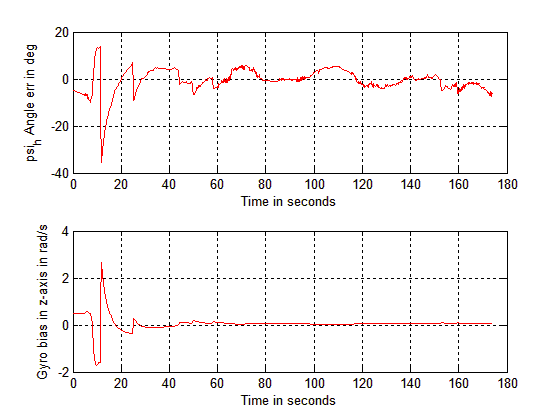 20
0
-20
-40
psi_h Angle err in deg
0 20 40 60 80 100 120 140 160 180
Time in seconds
4
2
0
-2
Gyro bias in z-axis in rad/s
0 20 40 60 80 100 120 140 160 180
Time in seconds